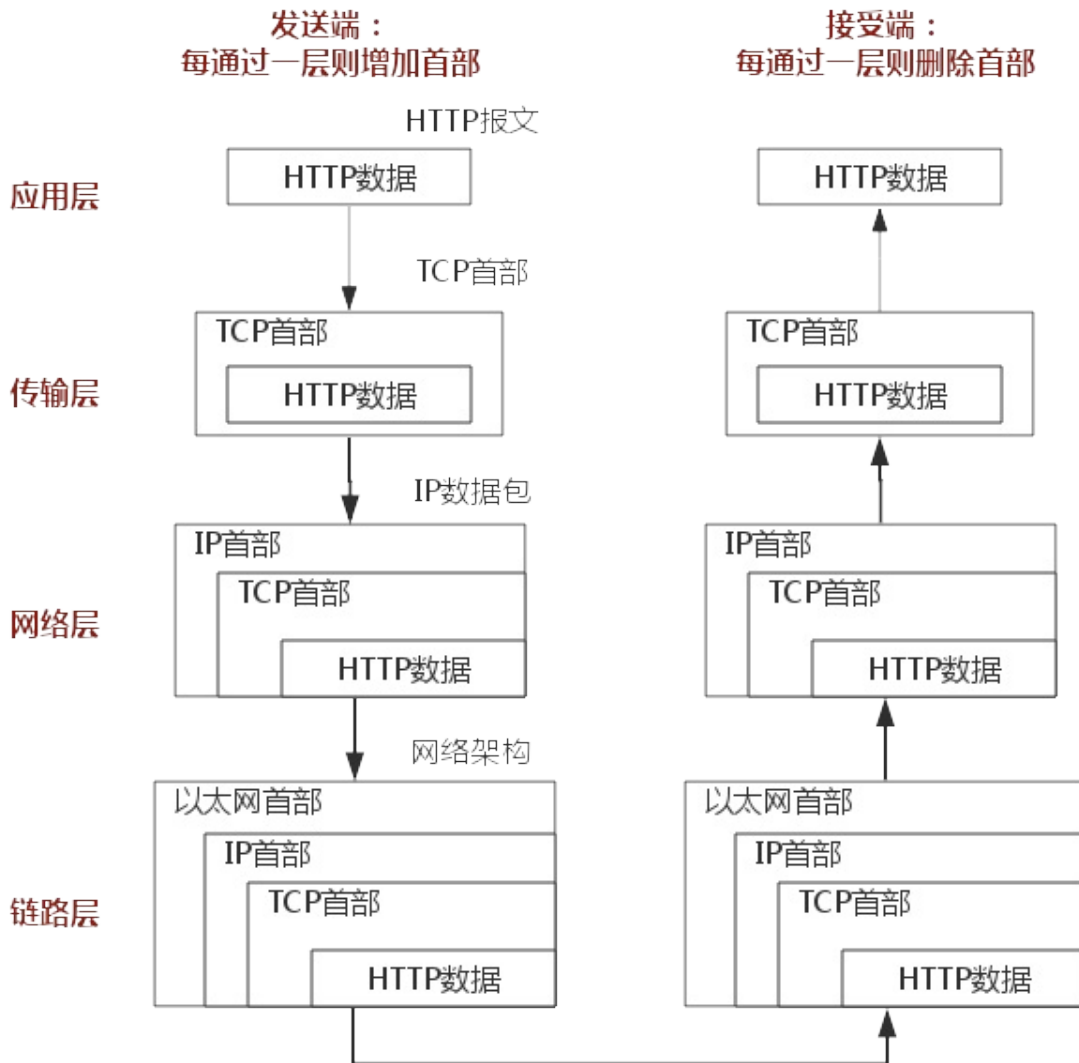 发送端：
每通过一层则增加首部
接受端：
每通过一层则删除首部
HTTP报文
应用层
HTTP数据
HTTP数据
TCP首部
传输层
TCP首部
HTTP数据
TCP首部
HTTP数据
IP数据包
网络层
IP首部
TCP首部
HTTP数据
IP首部
TCP首部
HTTP数据
网络架构
链路层
以太网首部
IP首部
TCP首部
HTTP数据
以太网首部
IP首部
TCP首部
HTTP数据